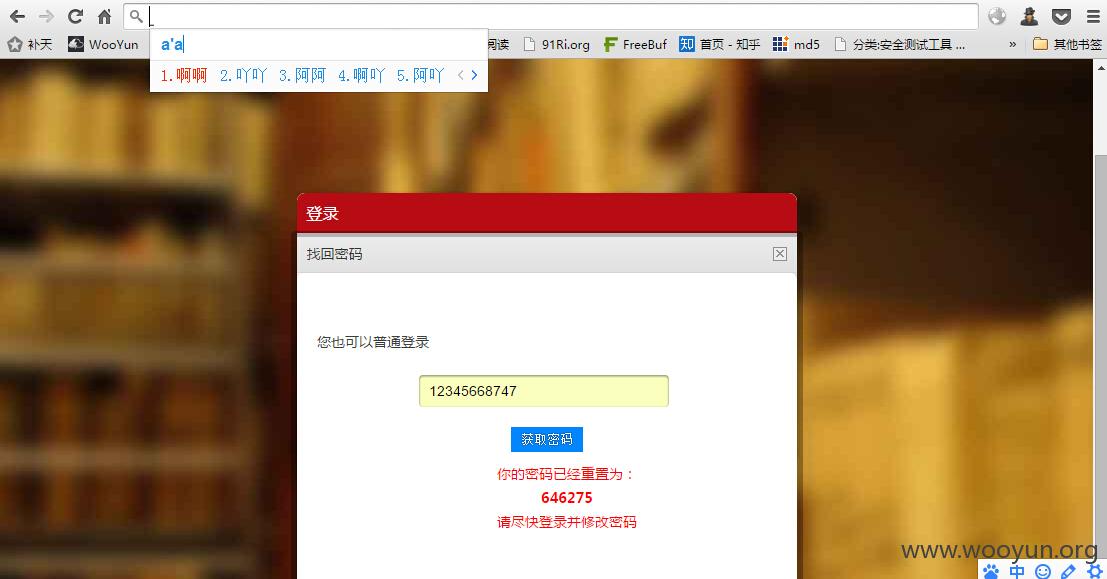 a'a
1.啊啊 2.吖吖 3.阿阿 4.啊吖 5.阿吖
补天 WooYun 阅读 91Ri.org FreeBuf 知 首页 - 知乎 md5 分类:安全测试工具 ... » 其他书签
登录
找回密码
您也可以普通登录
12345668747
获取密码
你的密码已经重置为：
646275
请尽快登录并修改密码
www.wooyun.org
中